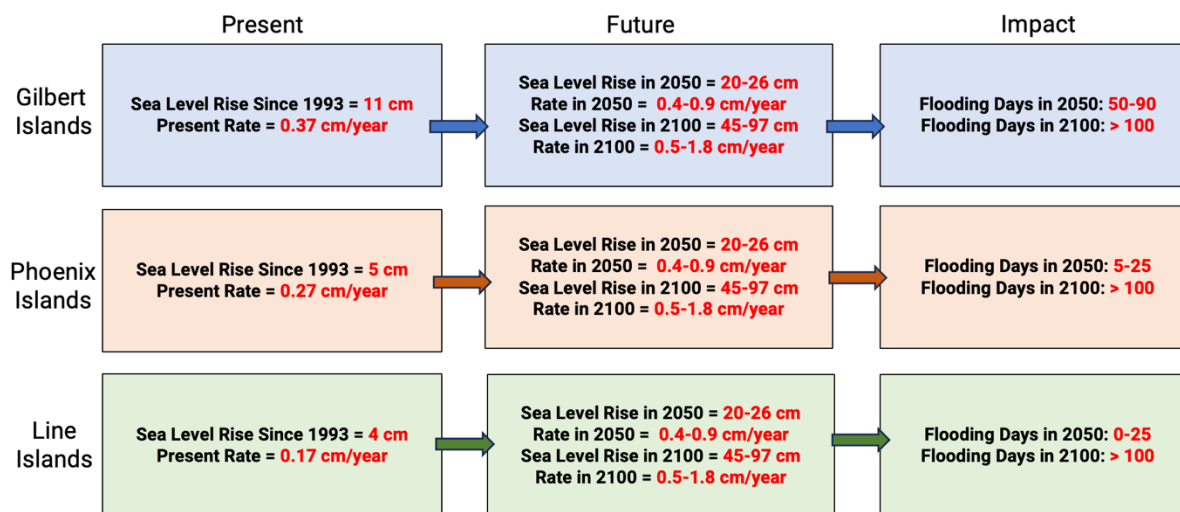 Present
Future
Impact
Gilbert
Islands
Sea Level Rise Since 1993 = 11 cm
Present Rate = 0.37 cm/year
Sea Level Rise in 2050 = 20-26 cm
Rate in 2050 = 0.4-0.9 cm/year
Sea Level Rise in 2100 = 45-97 cm
Rate in 2100 = 0.5-1.8 cm/year
Flooding Days in 2050: 50-90
Flooding Days in 2100: > 100
Phoenix
Islands
Sea Level Rise Since 1993 = 5 cm
Present Rate = 0.27 cm/year
Sea Level Rise in 2050 = 20-26 cm
Rate in 2050 = 0.4-0.9 cm/year
Sea Level Rise in 2100 = 45-97 cm
Rate in 2100 = 0.5-1.8 cm/year
Flooding Days in 2050: 5-25
Flooding Days in 2100: > 100
Line
Islands
Sea Level Rise Since 1993 = 4 cm
Present Rate = 0.17 cm/year
Sea Level Rise in 2050 = 20-26 cm
Rate in 2050 = 0.4-0.9 cm/year
Sea Level Rise in 2100 = 45-97 cm
Rate in 2100 = 0.5-1.8 cm/year
Flooding Days in 2050: 0-25
Flooding Days in 2100: > 100